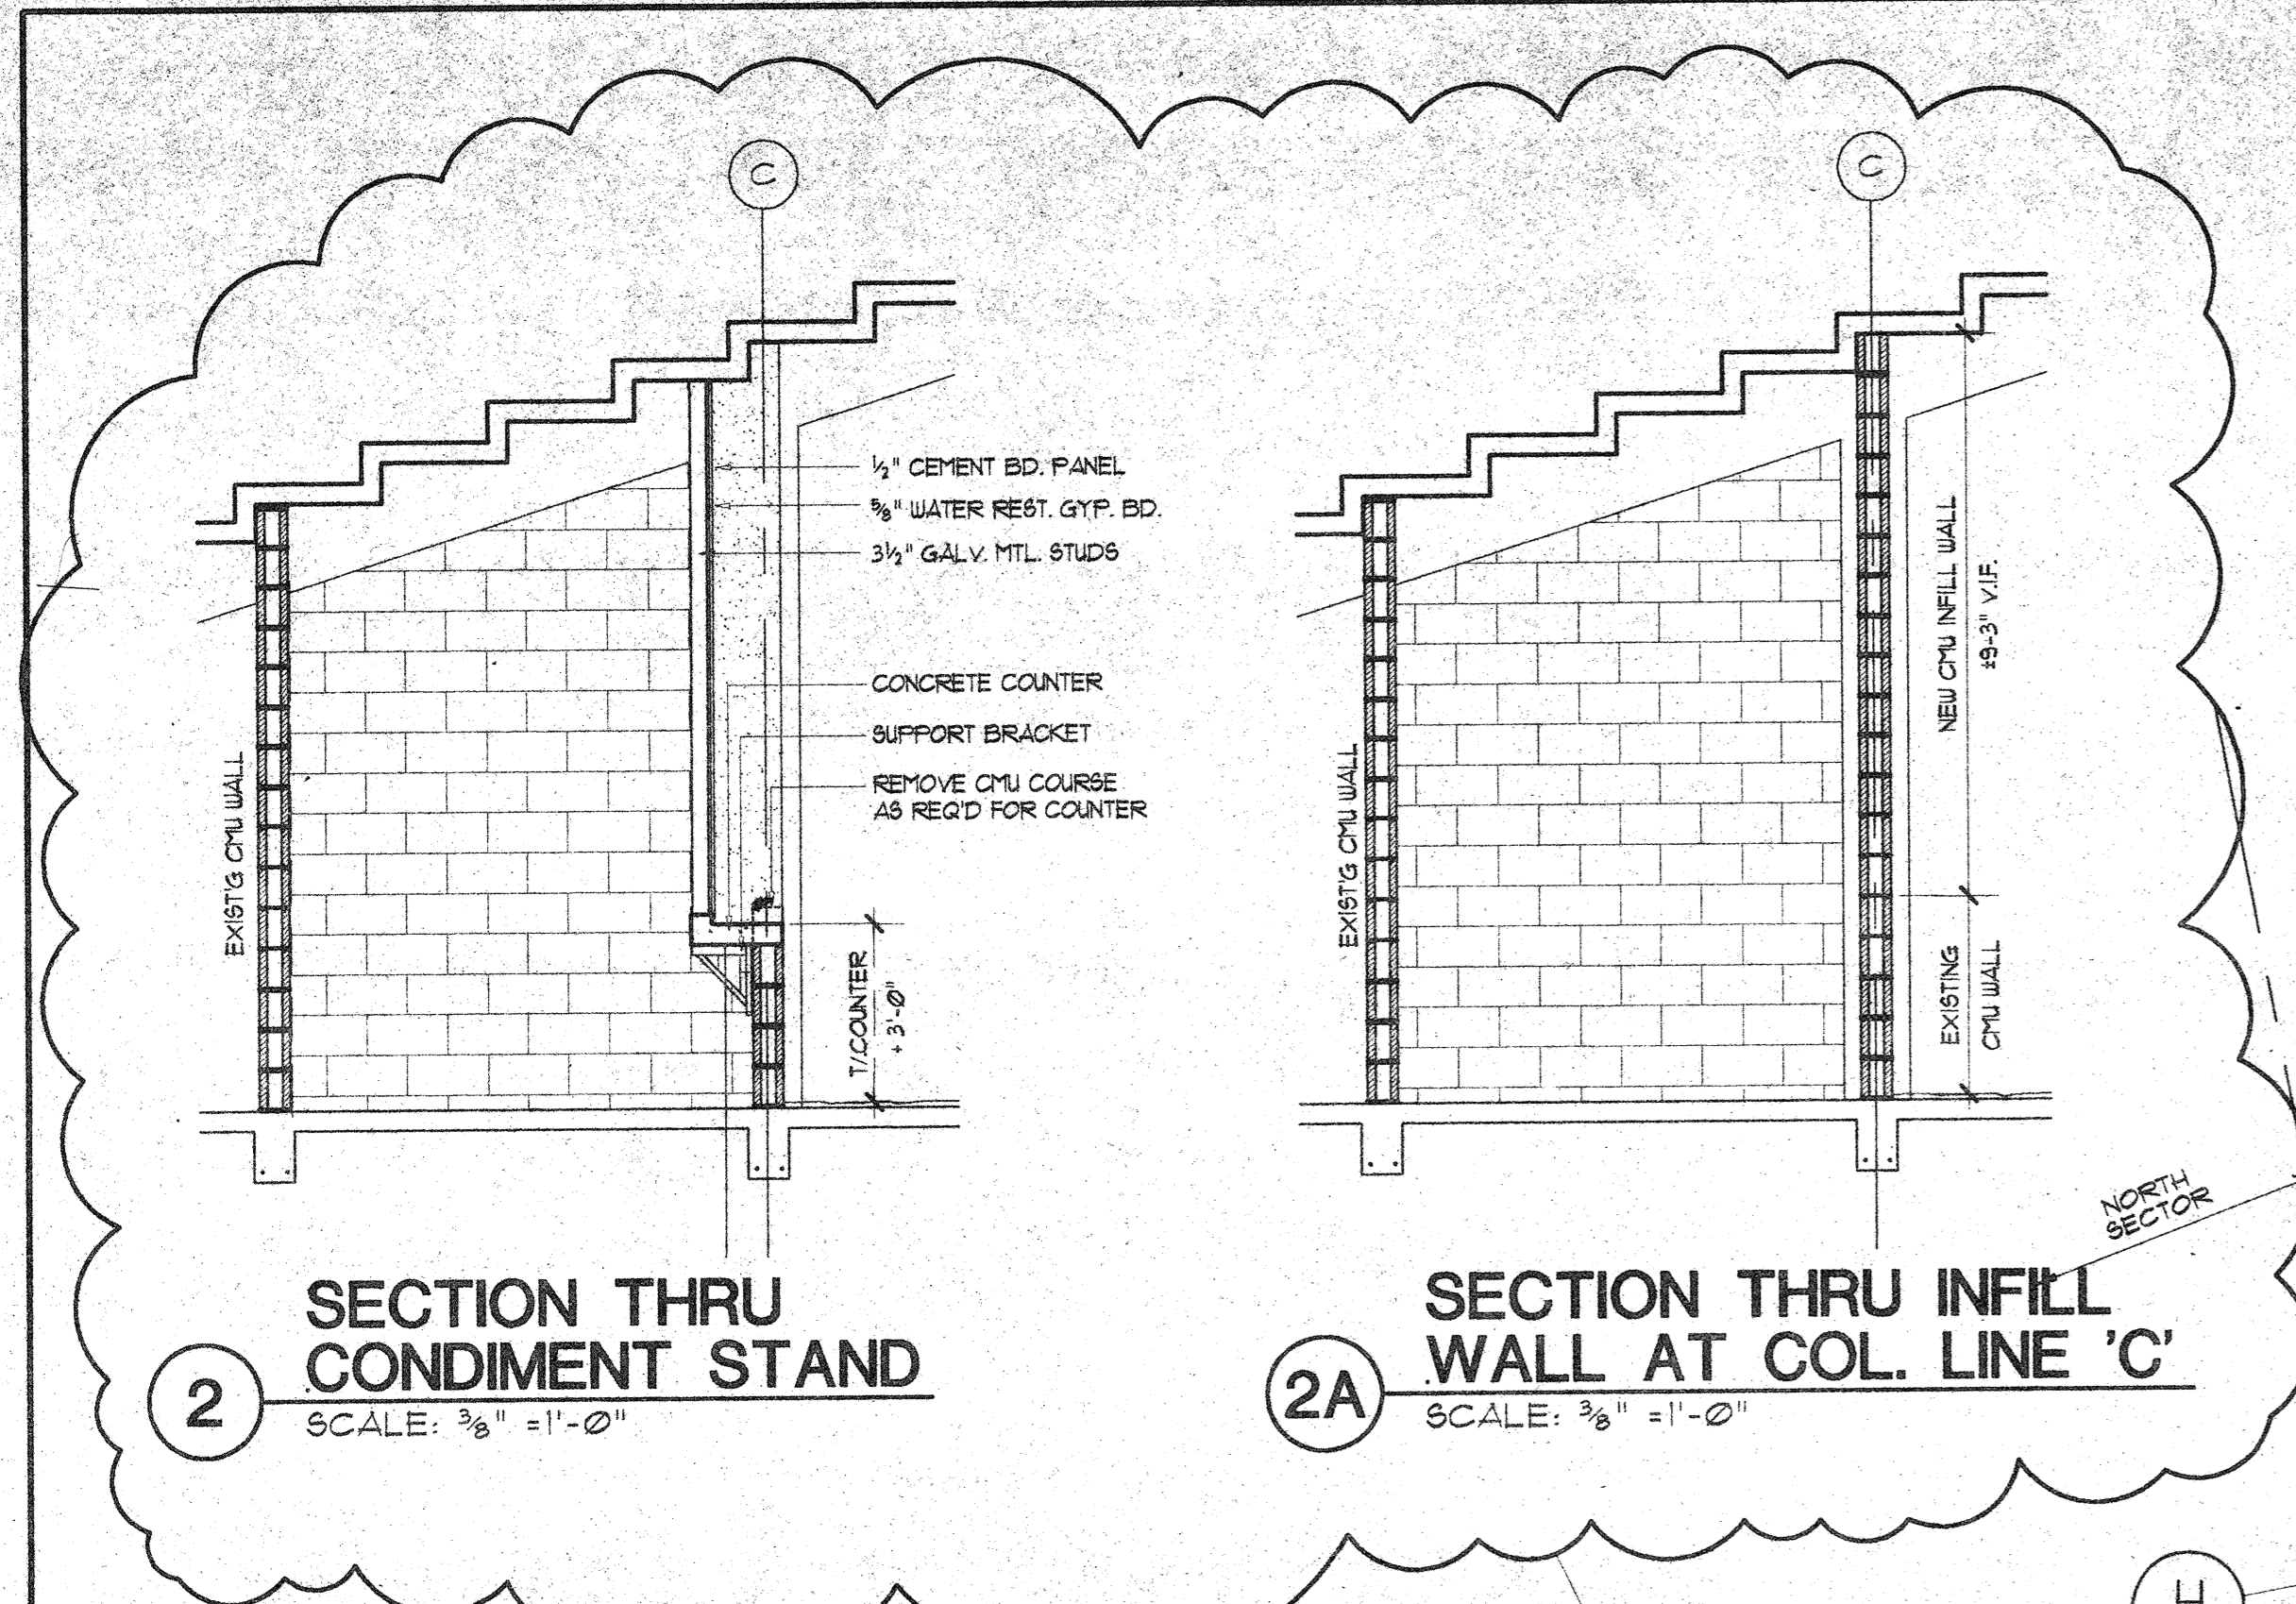 C
C
½" CEMENT BD. PANEL
⅝" WATER REST. GYP. BD.
3½" GALV. MTL. STUDS
CONCRETE COUNTER
SUPPORT BRACKET
REMOVE CMU COURSE
AS REQ'D FOR COUNTER
EXIST'G CMU WALL
T/COUNTER
+ 3'-0"
EXIST'G CMU WALL
NEW CMU INFILL WALL
±9-3" V.I.F.
EXISTING
CMU WALL
NORTH
SECTOR
2
SECTION THRU
CONDIMENT STAND
SCALE: ⅜" =1'-0"
2A
SECTION THRU INFILL
WALL AT COL. LINE 'C'
SCALE: ⅜" =1'-0"